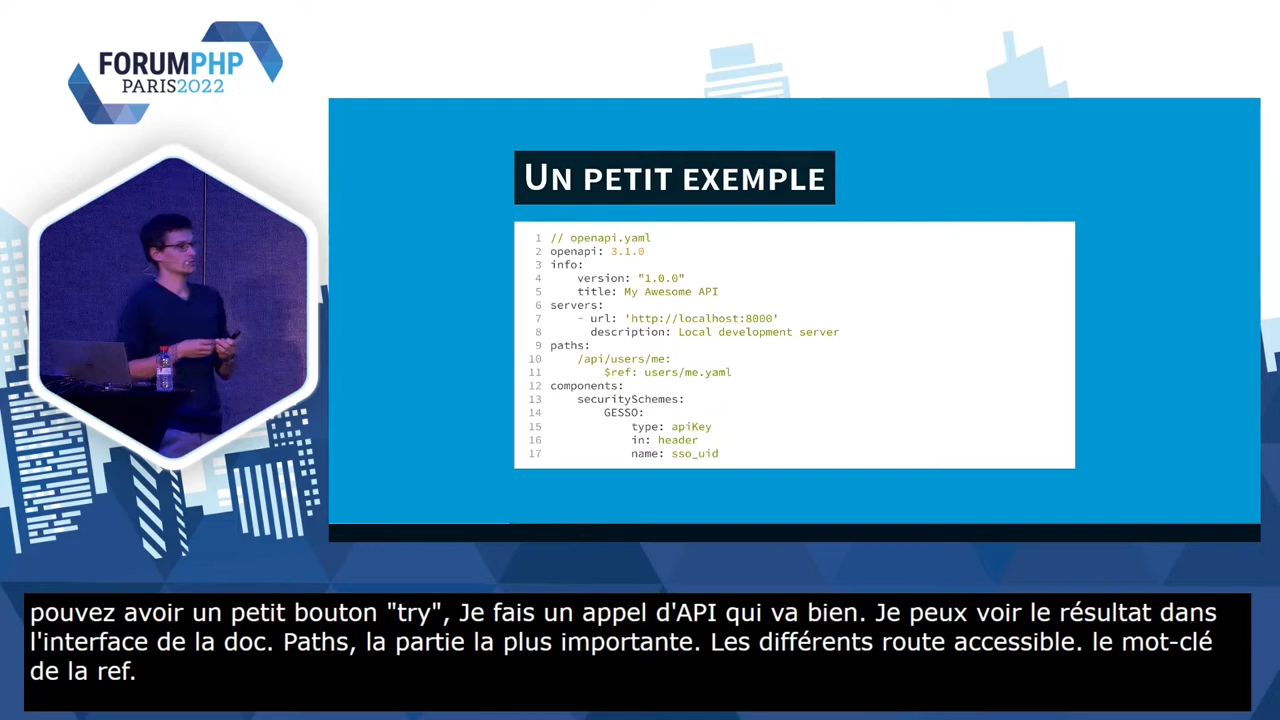 FORUMPHP
PARIS2022
UN PETIT EXEMPLE
1 // openapi.yaml
2 openapi: 3.1.0
3 info:
4 version: "1.0.0"
5 title: My Awesome API
6 servers:
7 - url: 'http://localhost:8000'
8 description: Local development server
9 paths:
10 /api/users/me:
11 $ref: users/me.yaml
12 components:
13 securitySchemes:
14 GESSO:
15 type: apiKey
16 in: header
17 name: sso_uid
pouvez avoir un petit bouton "try", Je fais un appel d'API qui va bien. Je peux voir le résultat dans
l'interface de la doc. Paths, la partie la plus importante. Les différents route accessible. le mot-clé
de la ref.